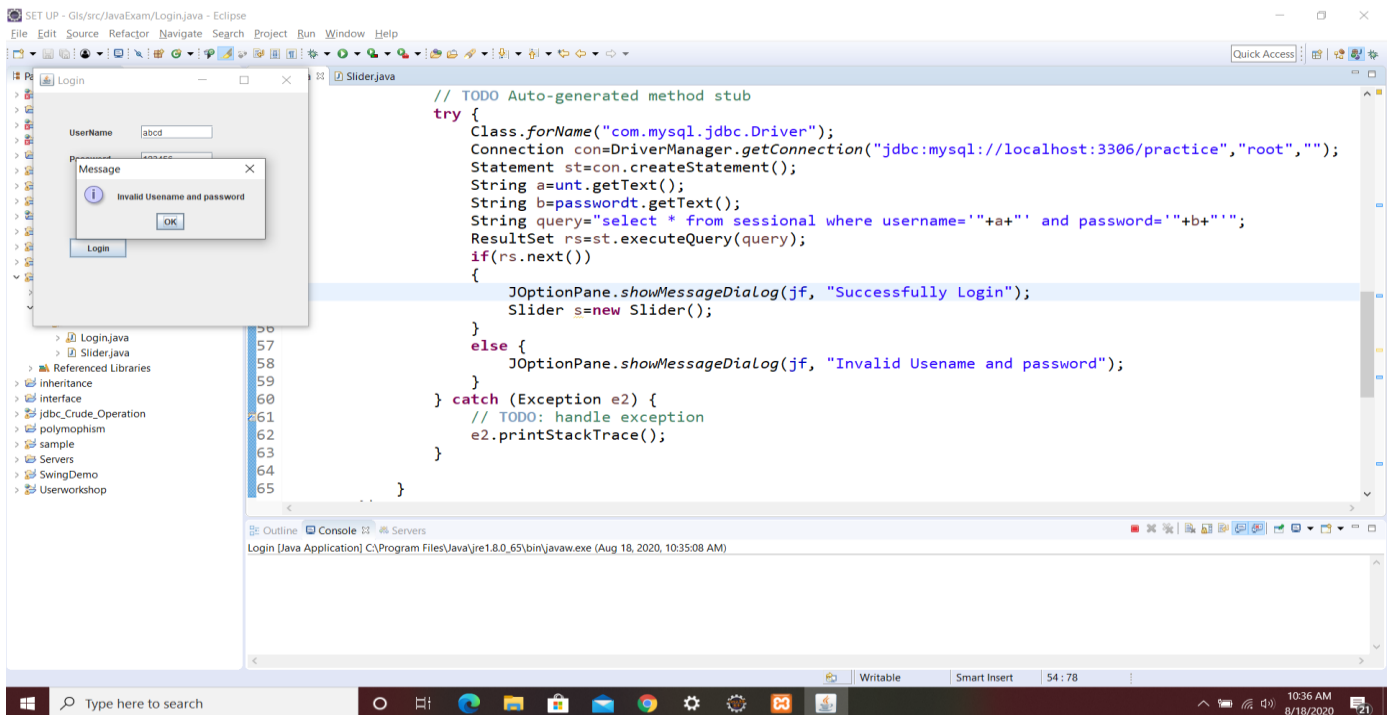 SET UP - Gls/src/JavaExam/Login.java - Eclipse
File Edit Source Refactor Navigate Search Project Run Window Help
Quick Access
Login
Slider.java
UserName abcd
Message
Invalid Usename and password
OK
Login
// TODO Auto-generated method stub
try {
Class.forName("com.mysql.jdbc.Driver");
Connection con=DriverManager.getConnection("jdbc:mysql://localhost:3306/practice","root","");
Statement st=con.createStatement();
String a=unt.getText();
String b=passwordt.getText();
String query="select * from sessional where username='"+a+"' and password='"+b+"'";
ResultSet rs=st.executeQuery(query);
if(rs.next())
{
JOptionPane.showMessageDialog(jf, "Successfully Login");
Slider s=new Slider();
56 }
57 else {
58 JOptionPane.showMessageDialog(jf, "Invalid Usename and password");
59 }
60 } catch (Exception e2) {
61 // TODO: handle exception
62 e2.printStackTrace();
63 }
64
65 }
Login.java
Slider.java
Referenced Libraries
inheritance
interface
jdbc_Crude_Operation
polymophism
sample
Servers
SwingDemo
Userworkshop
Outline Console Servers
Login [Java Application] C:\Program Files\Java\jre1.8.0_65\bin\javaw.exe (Aug 18, 2020, 10:35:08 AM)
Writable Smart Insert 54 : 78
Type here to search
10:36 AM
8/18/2020
21